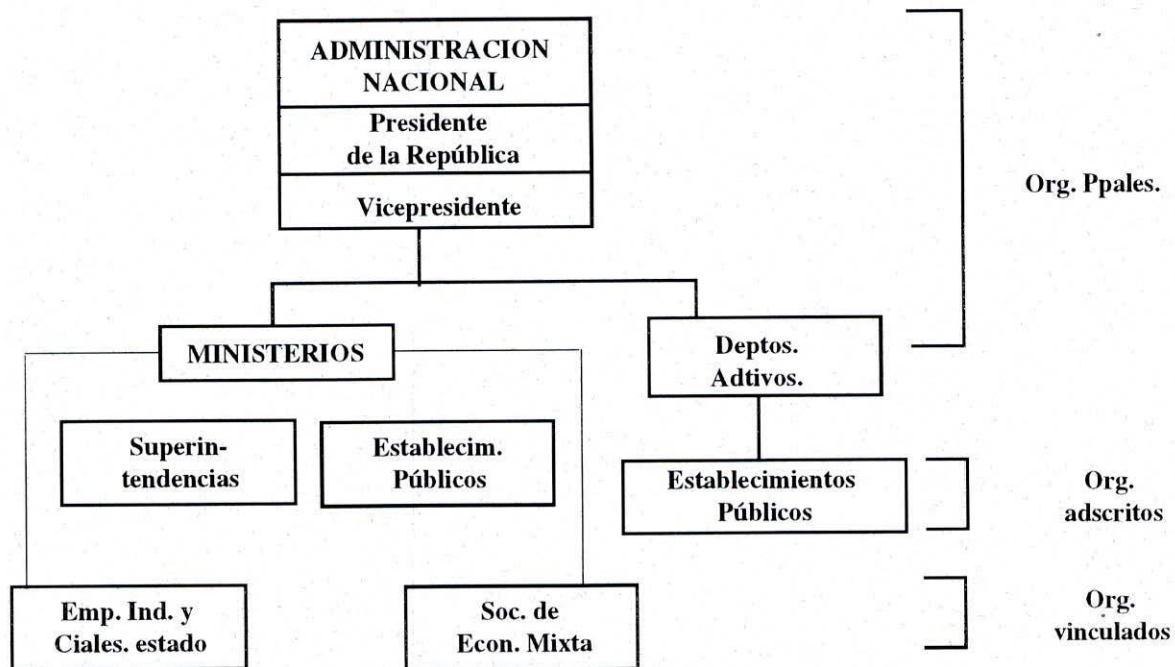 ADMINISTRACION
NACIONAL
Presidente
de la República
Vicepresidente
Org. Ppales.
MINISTERIOS
Deptos.
Adtivos.
Superin-
tendencias
Establecim.
Públicos
Establecimientos
Públicos
Org.
adscritos
Emp. Ind. y
Ciales. estado
Soc. de
Econ. Mixta
Org.
vinculados